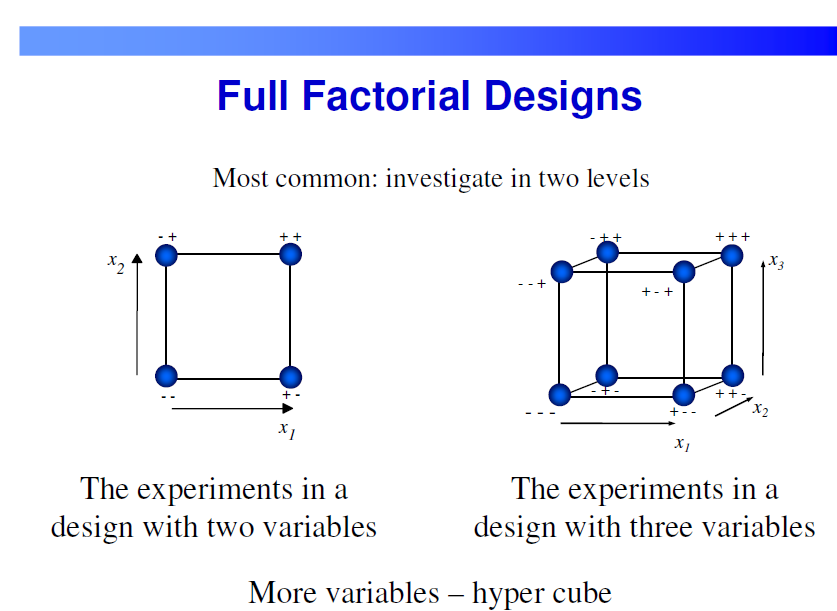 Full Factorial Designs
Most common: investigate in two levels
- +
+ +
x2
- -
+ -
x1
- + +
+ + +
x3
- - +
+ - +
- + -
+ + -
- - -
+ - -
x2
x1
The experiments in a
design with two variables
The experiments in a
design with three variables
More variables – hyper cube